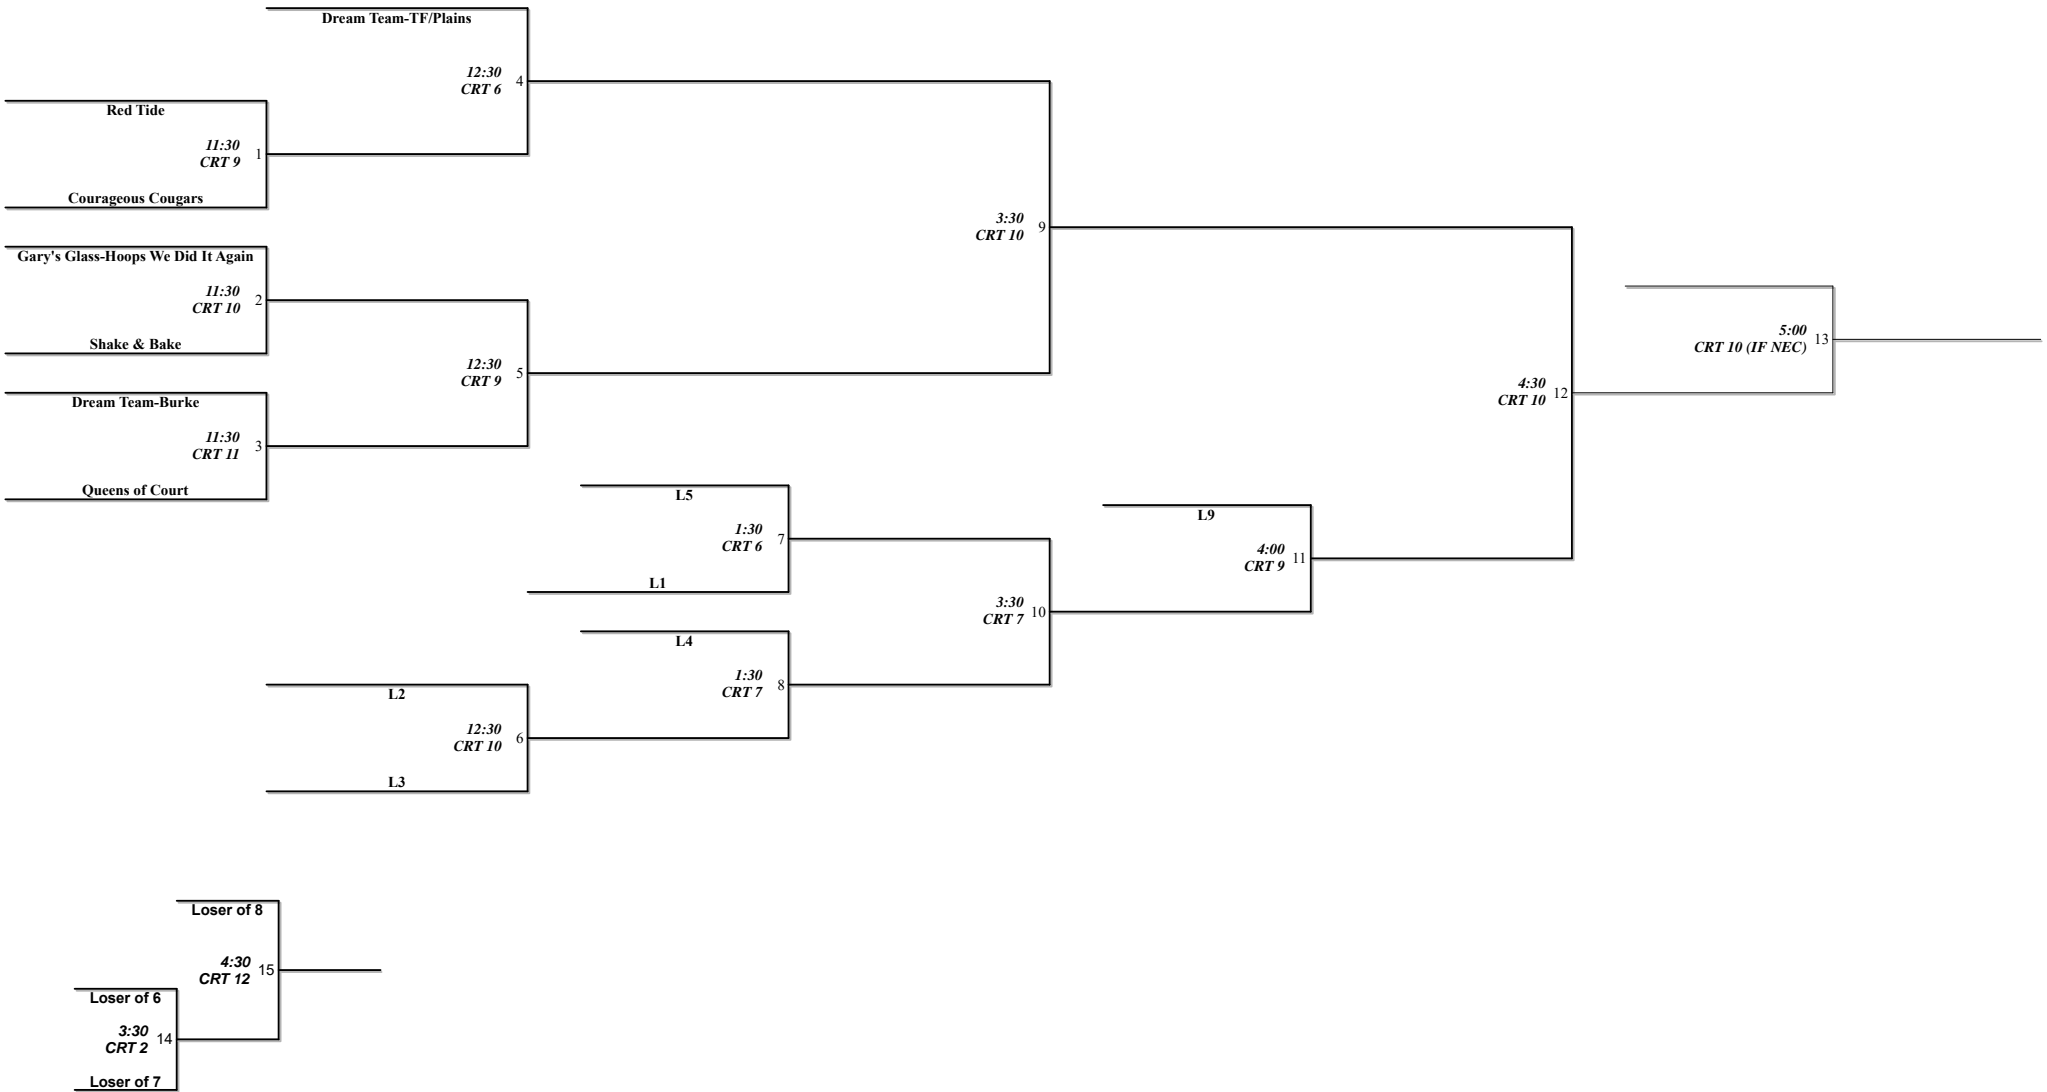 Dream Team-TF/Plains
12:30
CRT 6
4
Red Tide
11:30
CRT 9
1
Courageous Cougars
3:30
CRT 10
9
Gary's Glass-Hoops We Did It Again
11:30
CRT 10
2
Shake & Bake
5:00
CRT 10 (IF NEC)
13
12:30
CRT 9
5
4:30
CRT 10
12
Dream Team-Burke
11:30
CRT 11
3
Queens of Court
L5
1:30
CRT 6
7
L1
L9
4:00
CRT 9
11
3:30
CRT 7
10
L4
1:30
CRT 7
8
L2
12:30
CRT 10
6
L3
Loser of 8
4:30
CRT 12
15
Loser of 6
3:30
CRT 2
14
Loser of 7